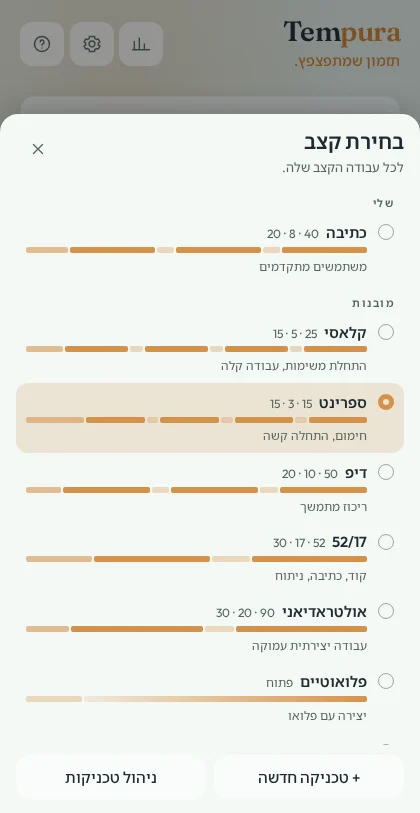 Tempura
תזמון שמתפצפץ.
בחירת קצב
לכל עבודה הקצב שלה.
שלי
כתיבה 40 · 8 · 20
משתמשים מתקדמים
מובנות
קלאסי 25 · 5 · 15
התחלת משימות, עבודה קלה
ספרינט 15 · 3 · 15
חימום, התחלה קשה
דיפ 50 · 10 · 20
ריכוז מתמשך
52/17 52 · 17 · 30
קוד, כתיבה, ניתוח
אולטראדיאני 90 · 20 · 30
עבודה יצירתית עמוקה
פלואוטיים פתוח
יצירה עם פלואו
+ טכניקה חדשה
ניהול טכניקות